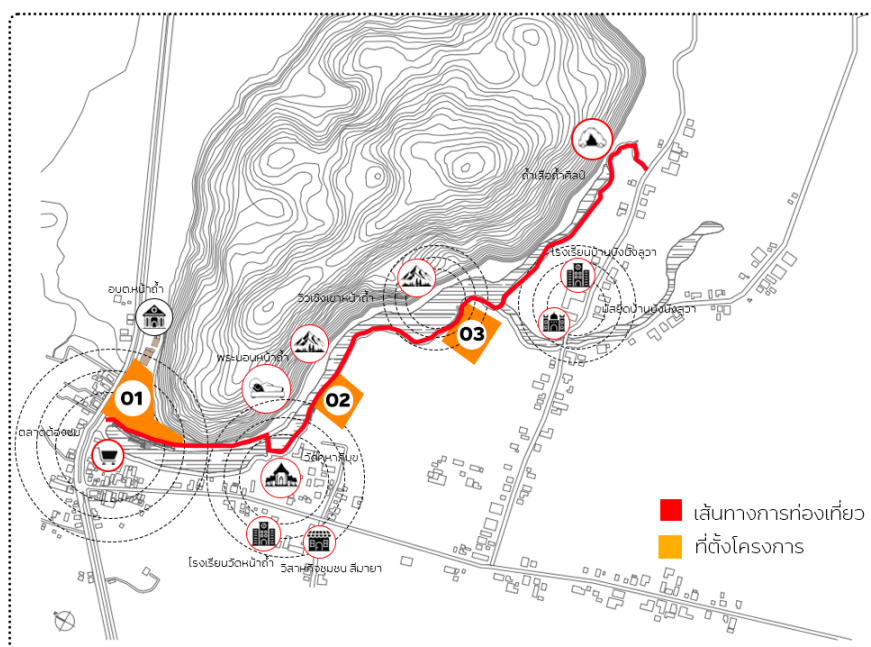 ถ้ำเสือถ้ำศิลป์
โรงเรียนบ้านบันนังลูวา
อบต.หน้าถ้ำ
วิวเชิงเขาหน้าถ้ำ
มัสยิดบ้านบันนังลูวา
03
พระนอนหน้าถ้ำ
01
02
ตลาดต้องชม
วัดคูหาภิมุข
เส้นทางการท่องเที่ยว
ที่ตั้งโครงการ
โรงเรียนวัดหน้าถ้ำ
วิสาหกิจชุมชน สีมายา